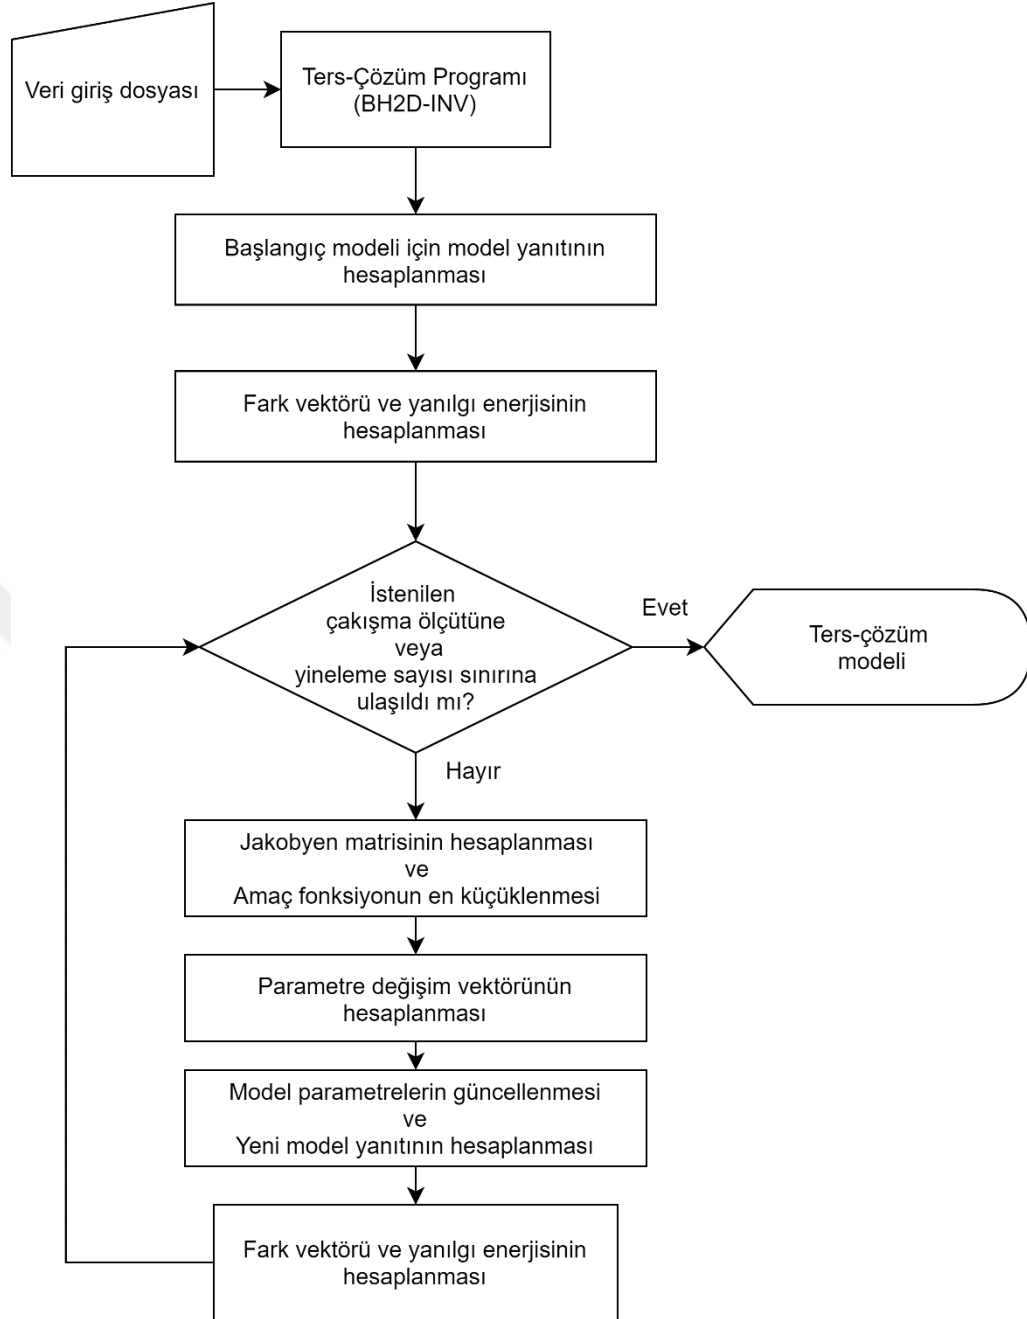 Veri giriş dosyası
Ters-Çözüm Programı
(BH2D-INV)
Başlangıç modeli için model yanıtının
hesaplanması
Fark vektörü ve yanılgı enerjisinin
hesaplanması
İstenilen
çakışma ölçütüne
veya
yineleme sayısı sınırına
ulaşıldı mı?
Evet
Ters-çözüm
modeli
Hayır
Jakobyen matrisinin hesaplanması
ve
Amaç fonksiyonun en küçüklenmesi
Parametre değişim vektörünün
hesaplanması
Model parametrelerin güncellenmesi
ve
Yeni model yanıtının hesaplanması
Fark vektörü ve yanılgı enerjisinin
hesaplanması